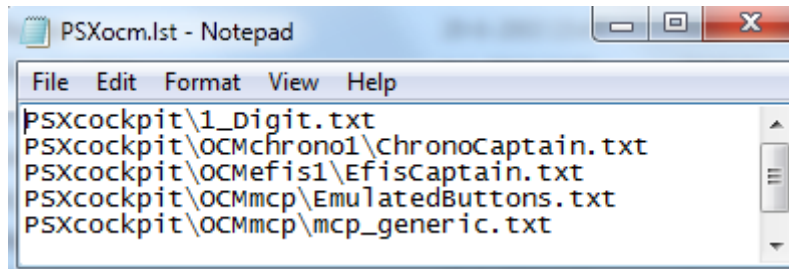 PSXocm.lst - Notepad
File Edit Format View Help
PSXcockpit\1_Digit.txt
PSXcockpit\OCMchrono1\ChronoCaptain.txt
PSXcockpit\OCMefis1\EfisCaptain.txt
PSXcockpit\OCMmcp\EmulatedButtons.txt
PSXcockpit\OCMmcp\mcp_generic.txt